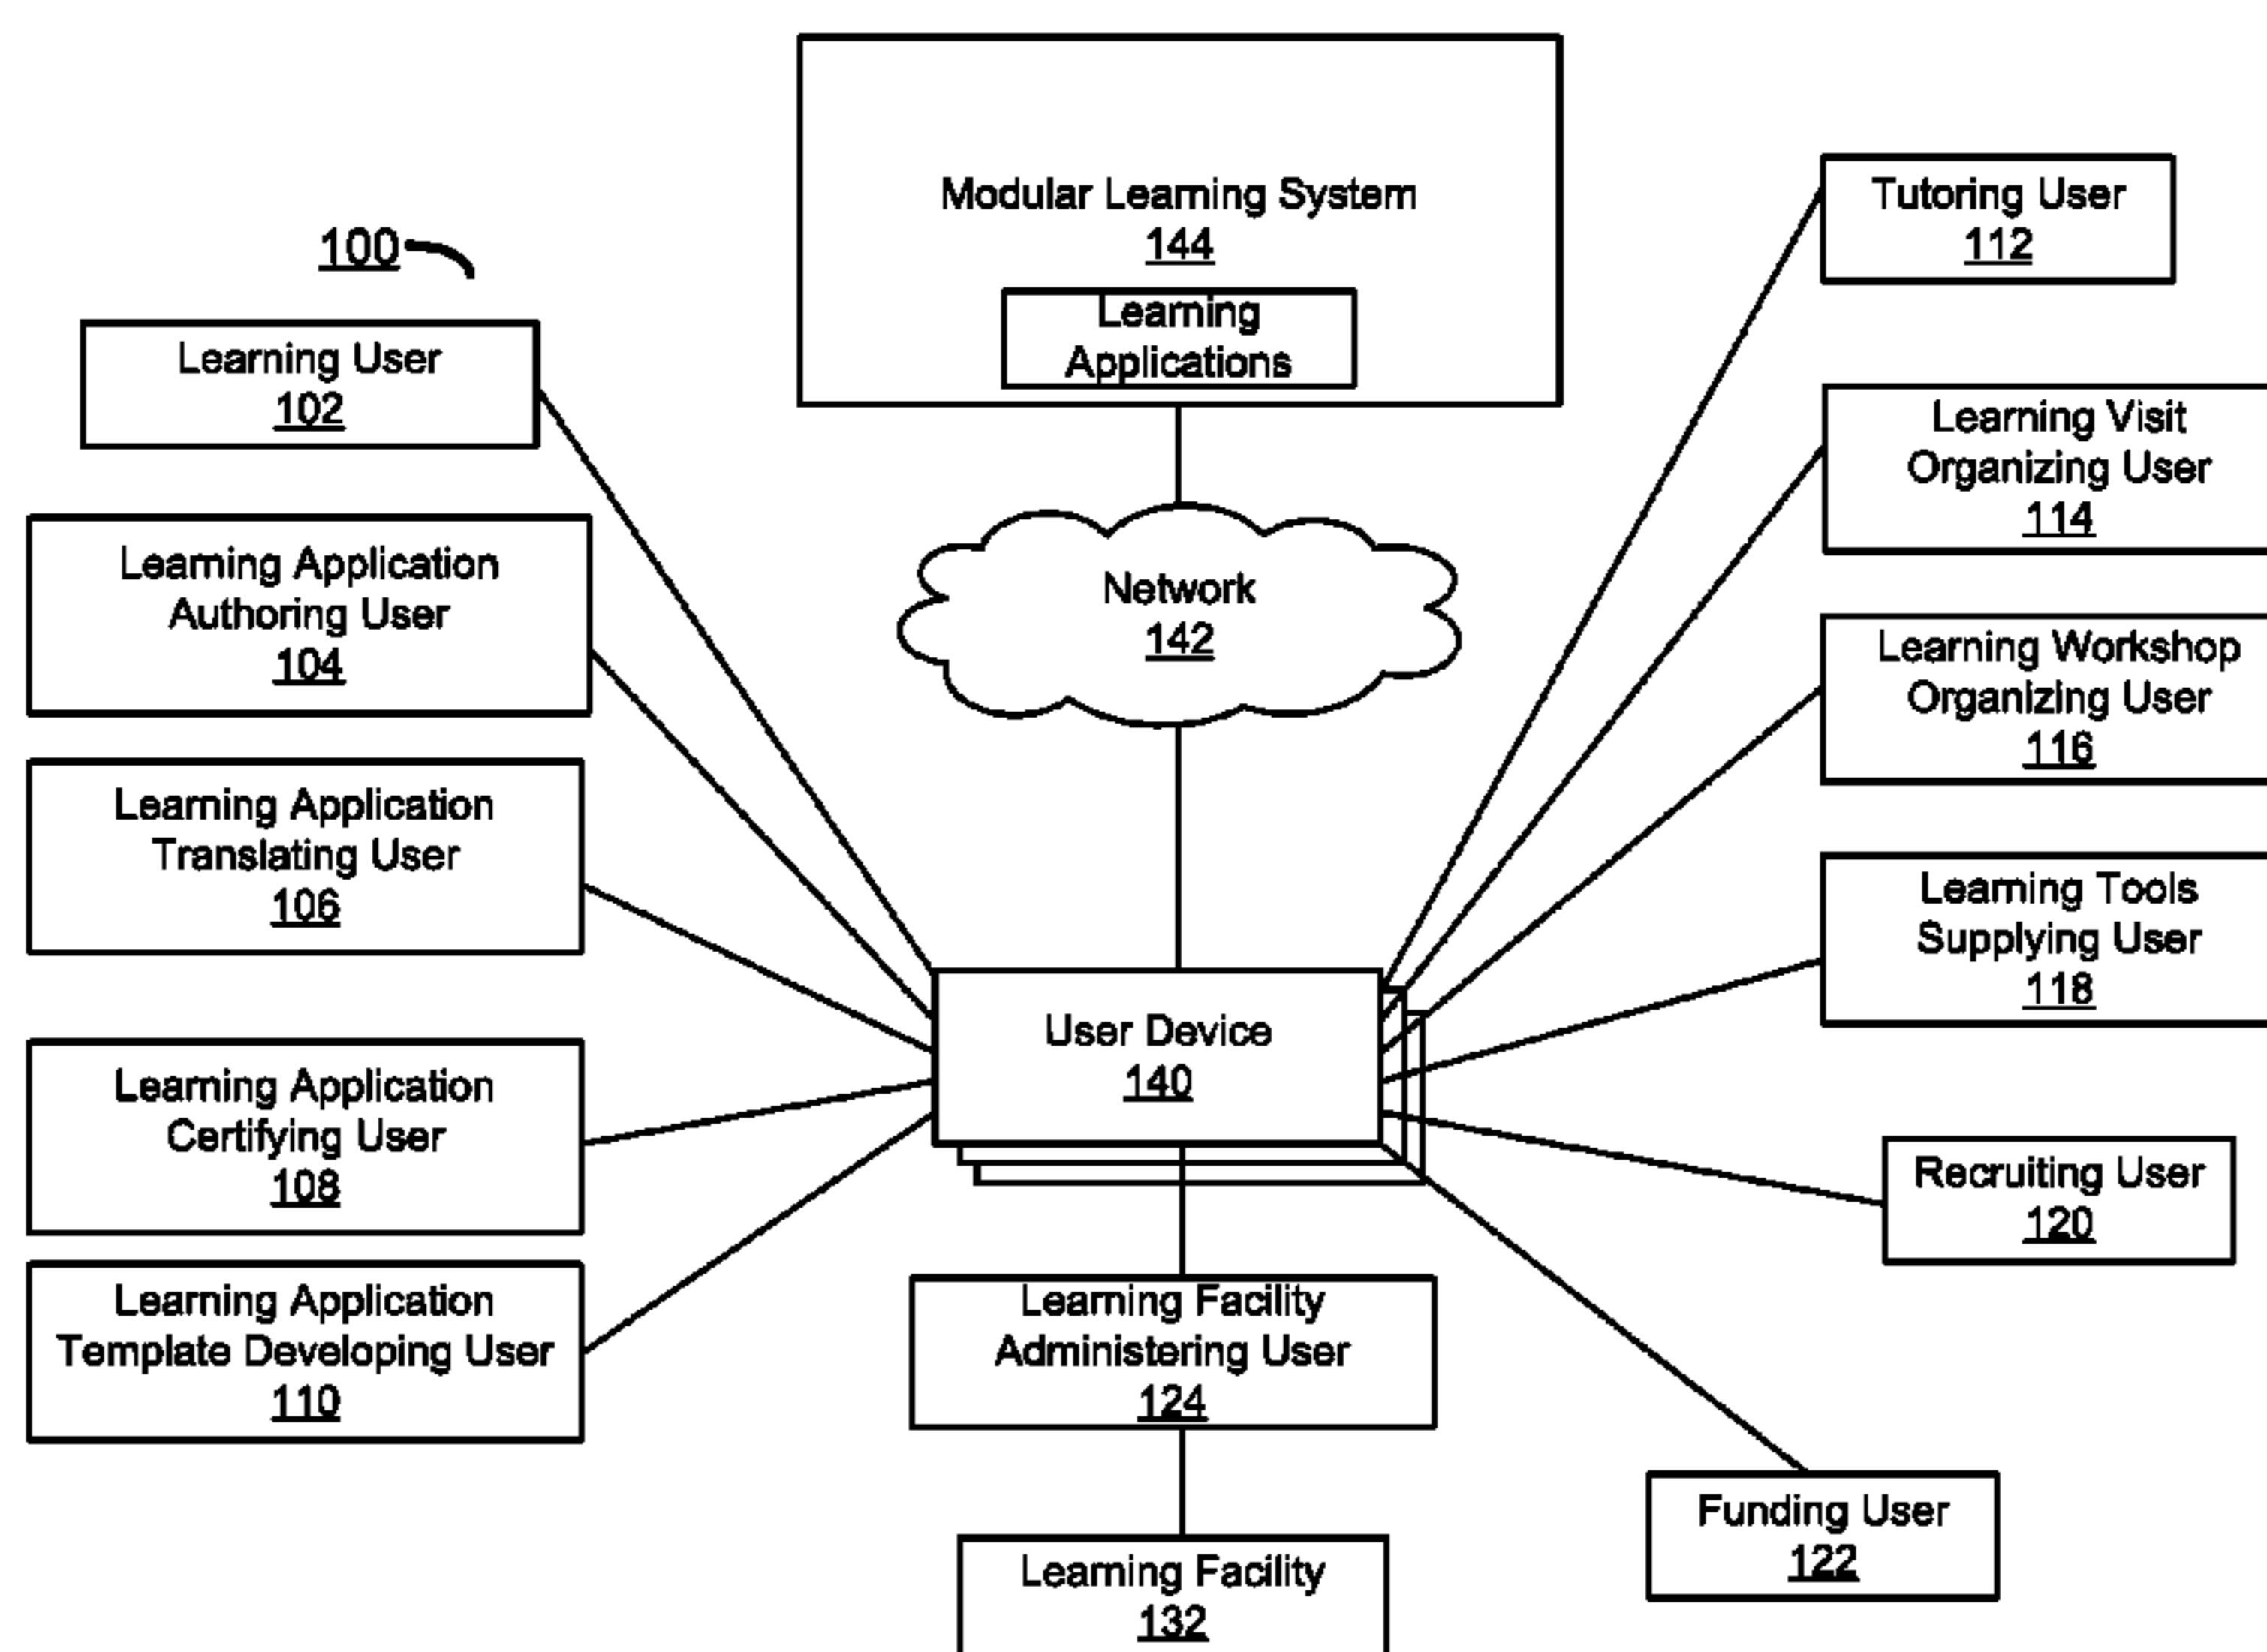 100
Modular Learning System
144
Learning
Applications
Learning User
102
Learning Application
Authoring User
104
Learning Application
Translating User
106
Learning Application
Certifying User
108
Learning Application
Template Developing User
110
Network
142
User Device
140
Learning Facility
Administering User
124
Learning Facility
132
Tutoring User
112
Learning Visit
Organizing User
114
Learning Workshop
Organizing User
116
Learning Tools
Supplying User
118
Recruiting User
120
Funding User
122